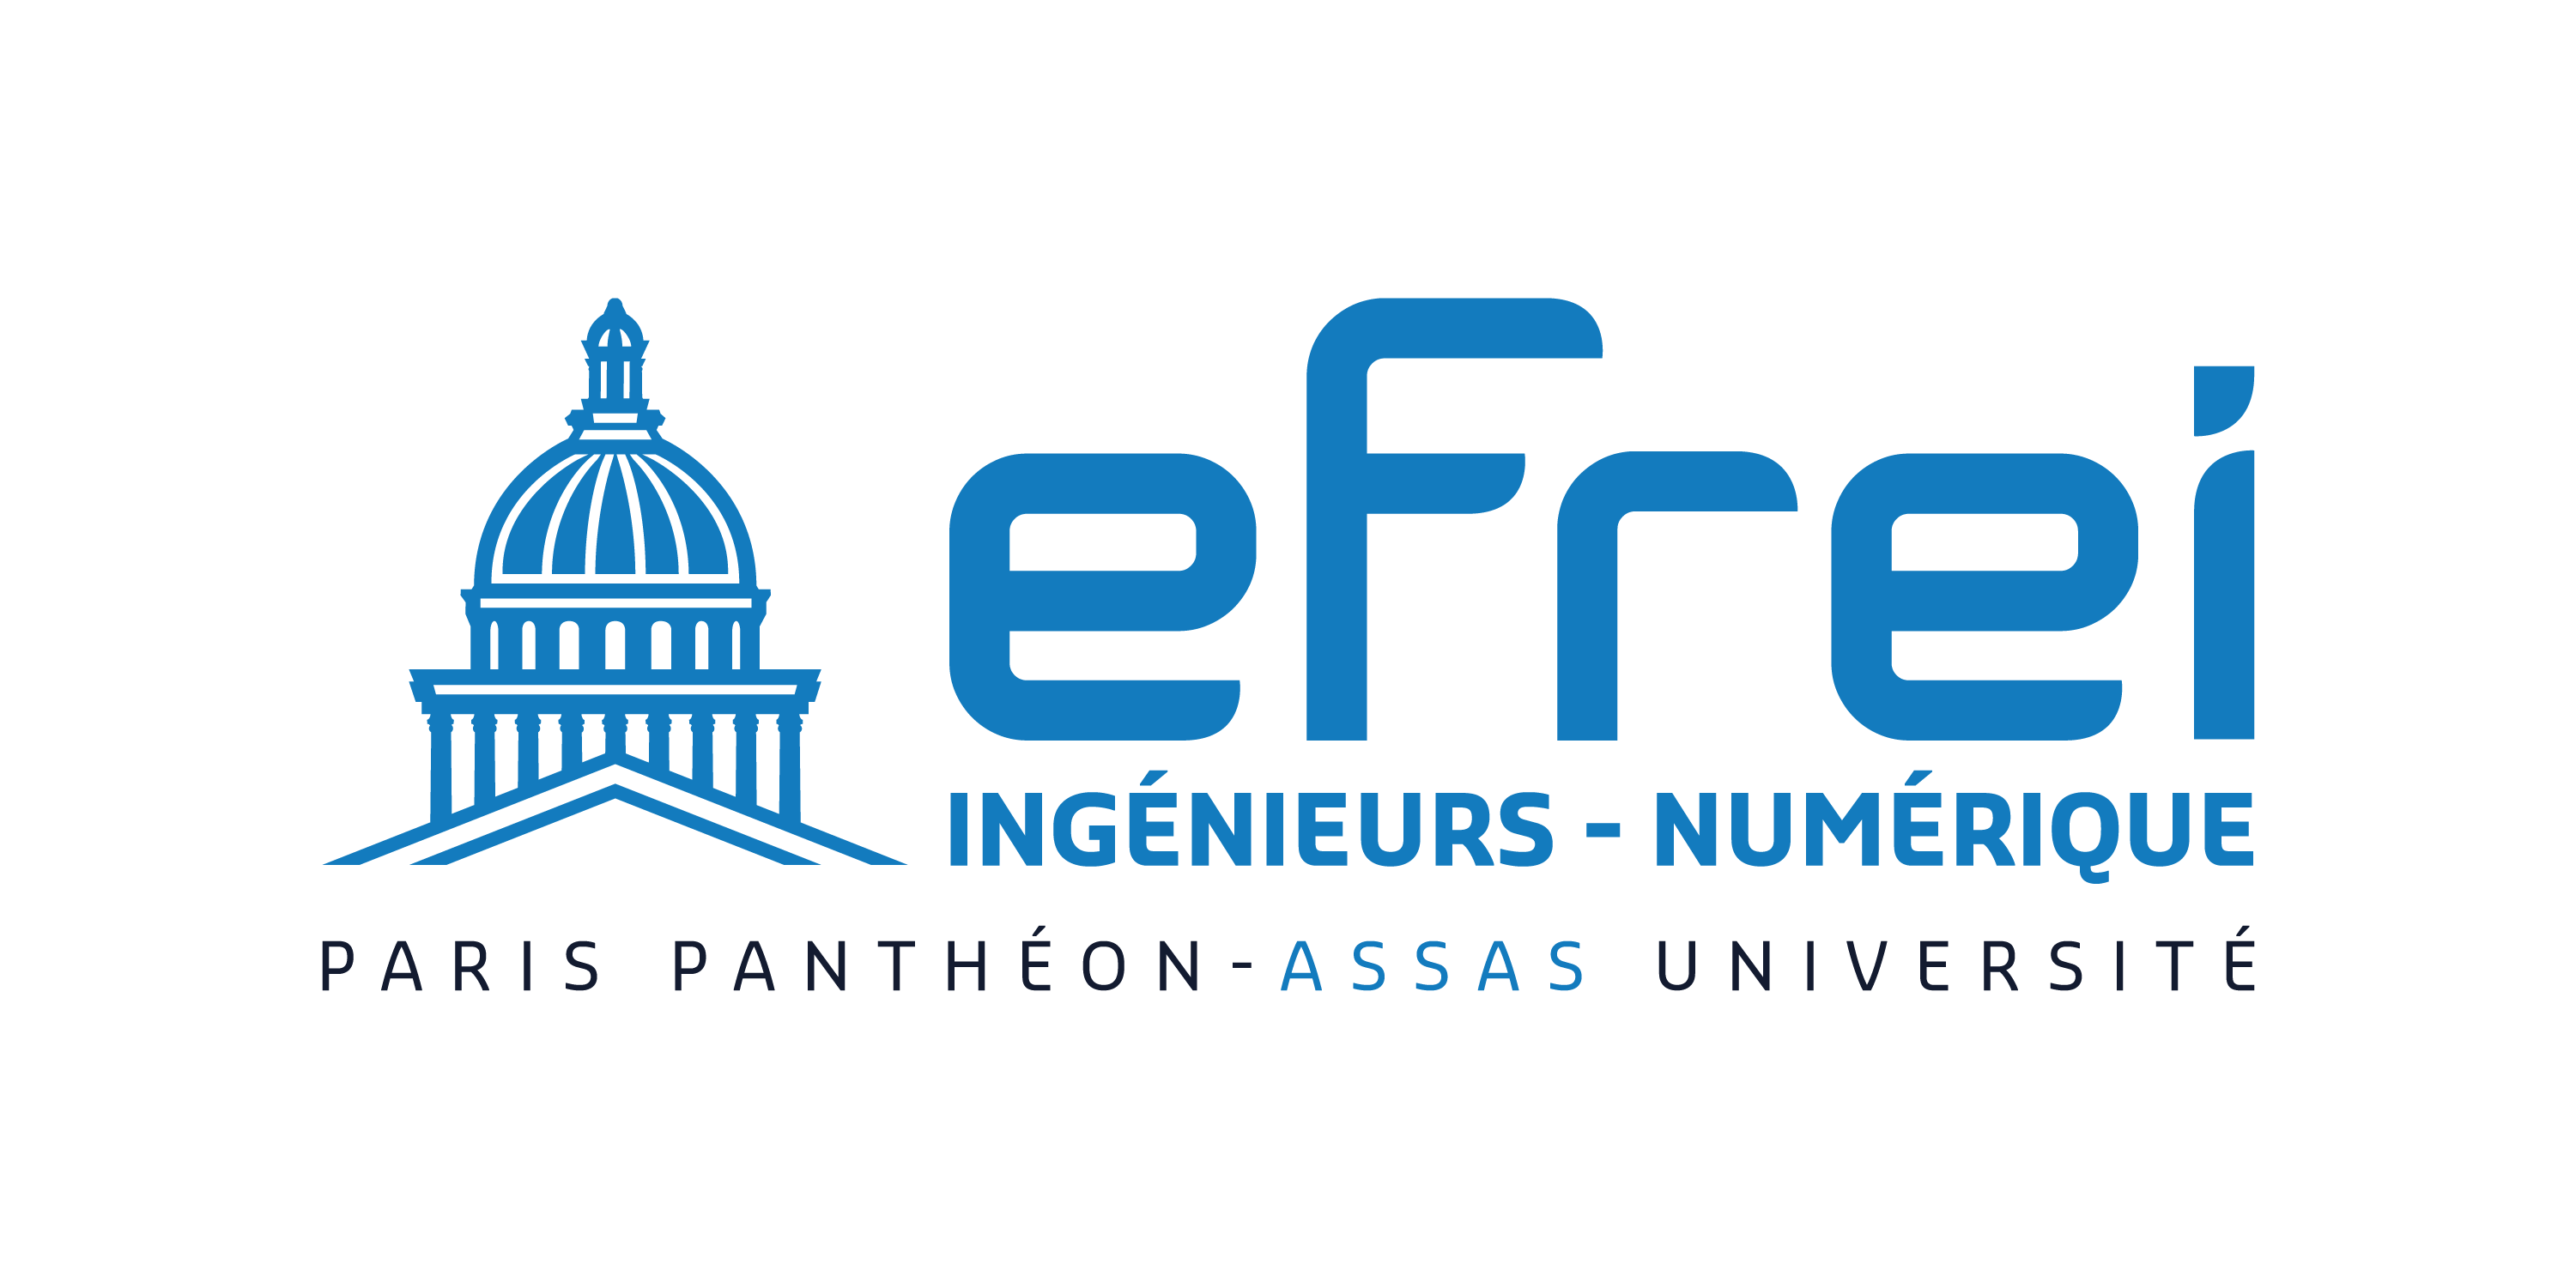 efrei
INGÉNIEURS - NUMÉRIQUE
PARIS PANTHÉON-ASSAS UNIVERSITÉ